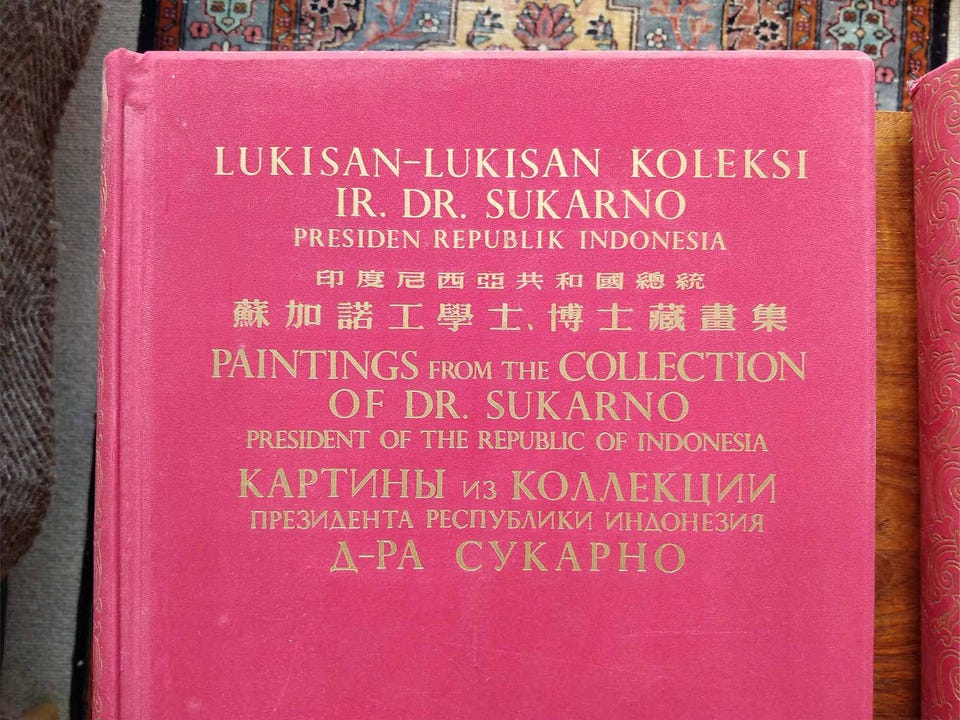 LUKISAN-LUKISAN KOLEKSI
IR. DR. SUKARNO
PRESIDEN REPUBLIK INDONESIA
印度尼西亞共和國總統
蘇加諾工學士、博士藏畫集
PAINTINGS FROM THE COLLECTION
OF DR. SUKARNO
PRESIDENT OF THE REPUBLIC OF INDONESIA
КАРТИНЫ ИЗ КОЛЛЕКЦИИ
ПРЕЗИДЕНТА РЕСПУБЛИКИ ИНДОНЕЗИЯ
Д-РА СУКАРНО